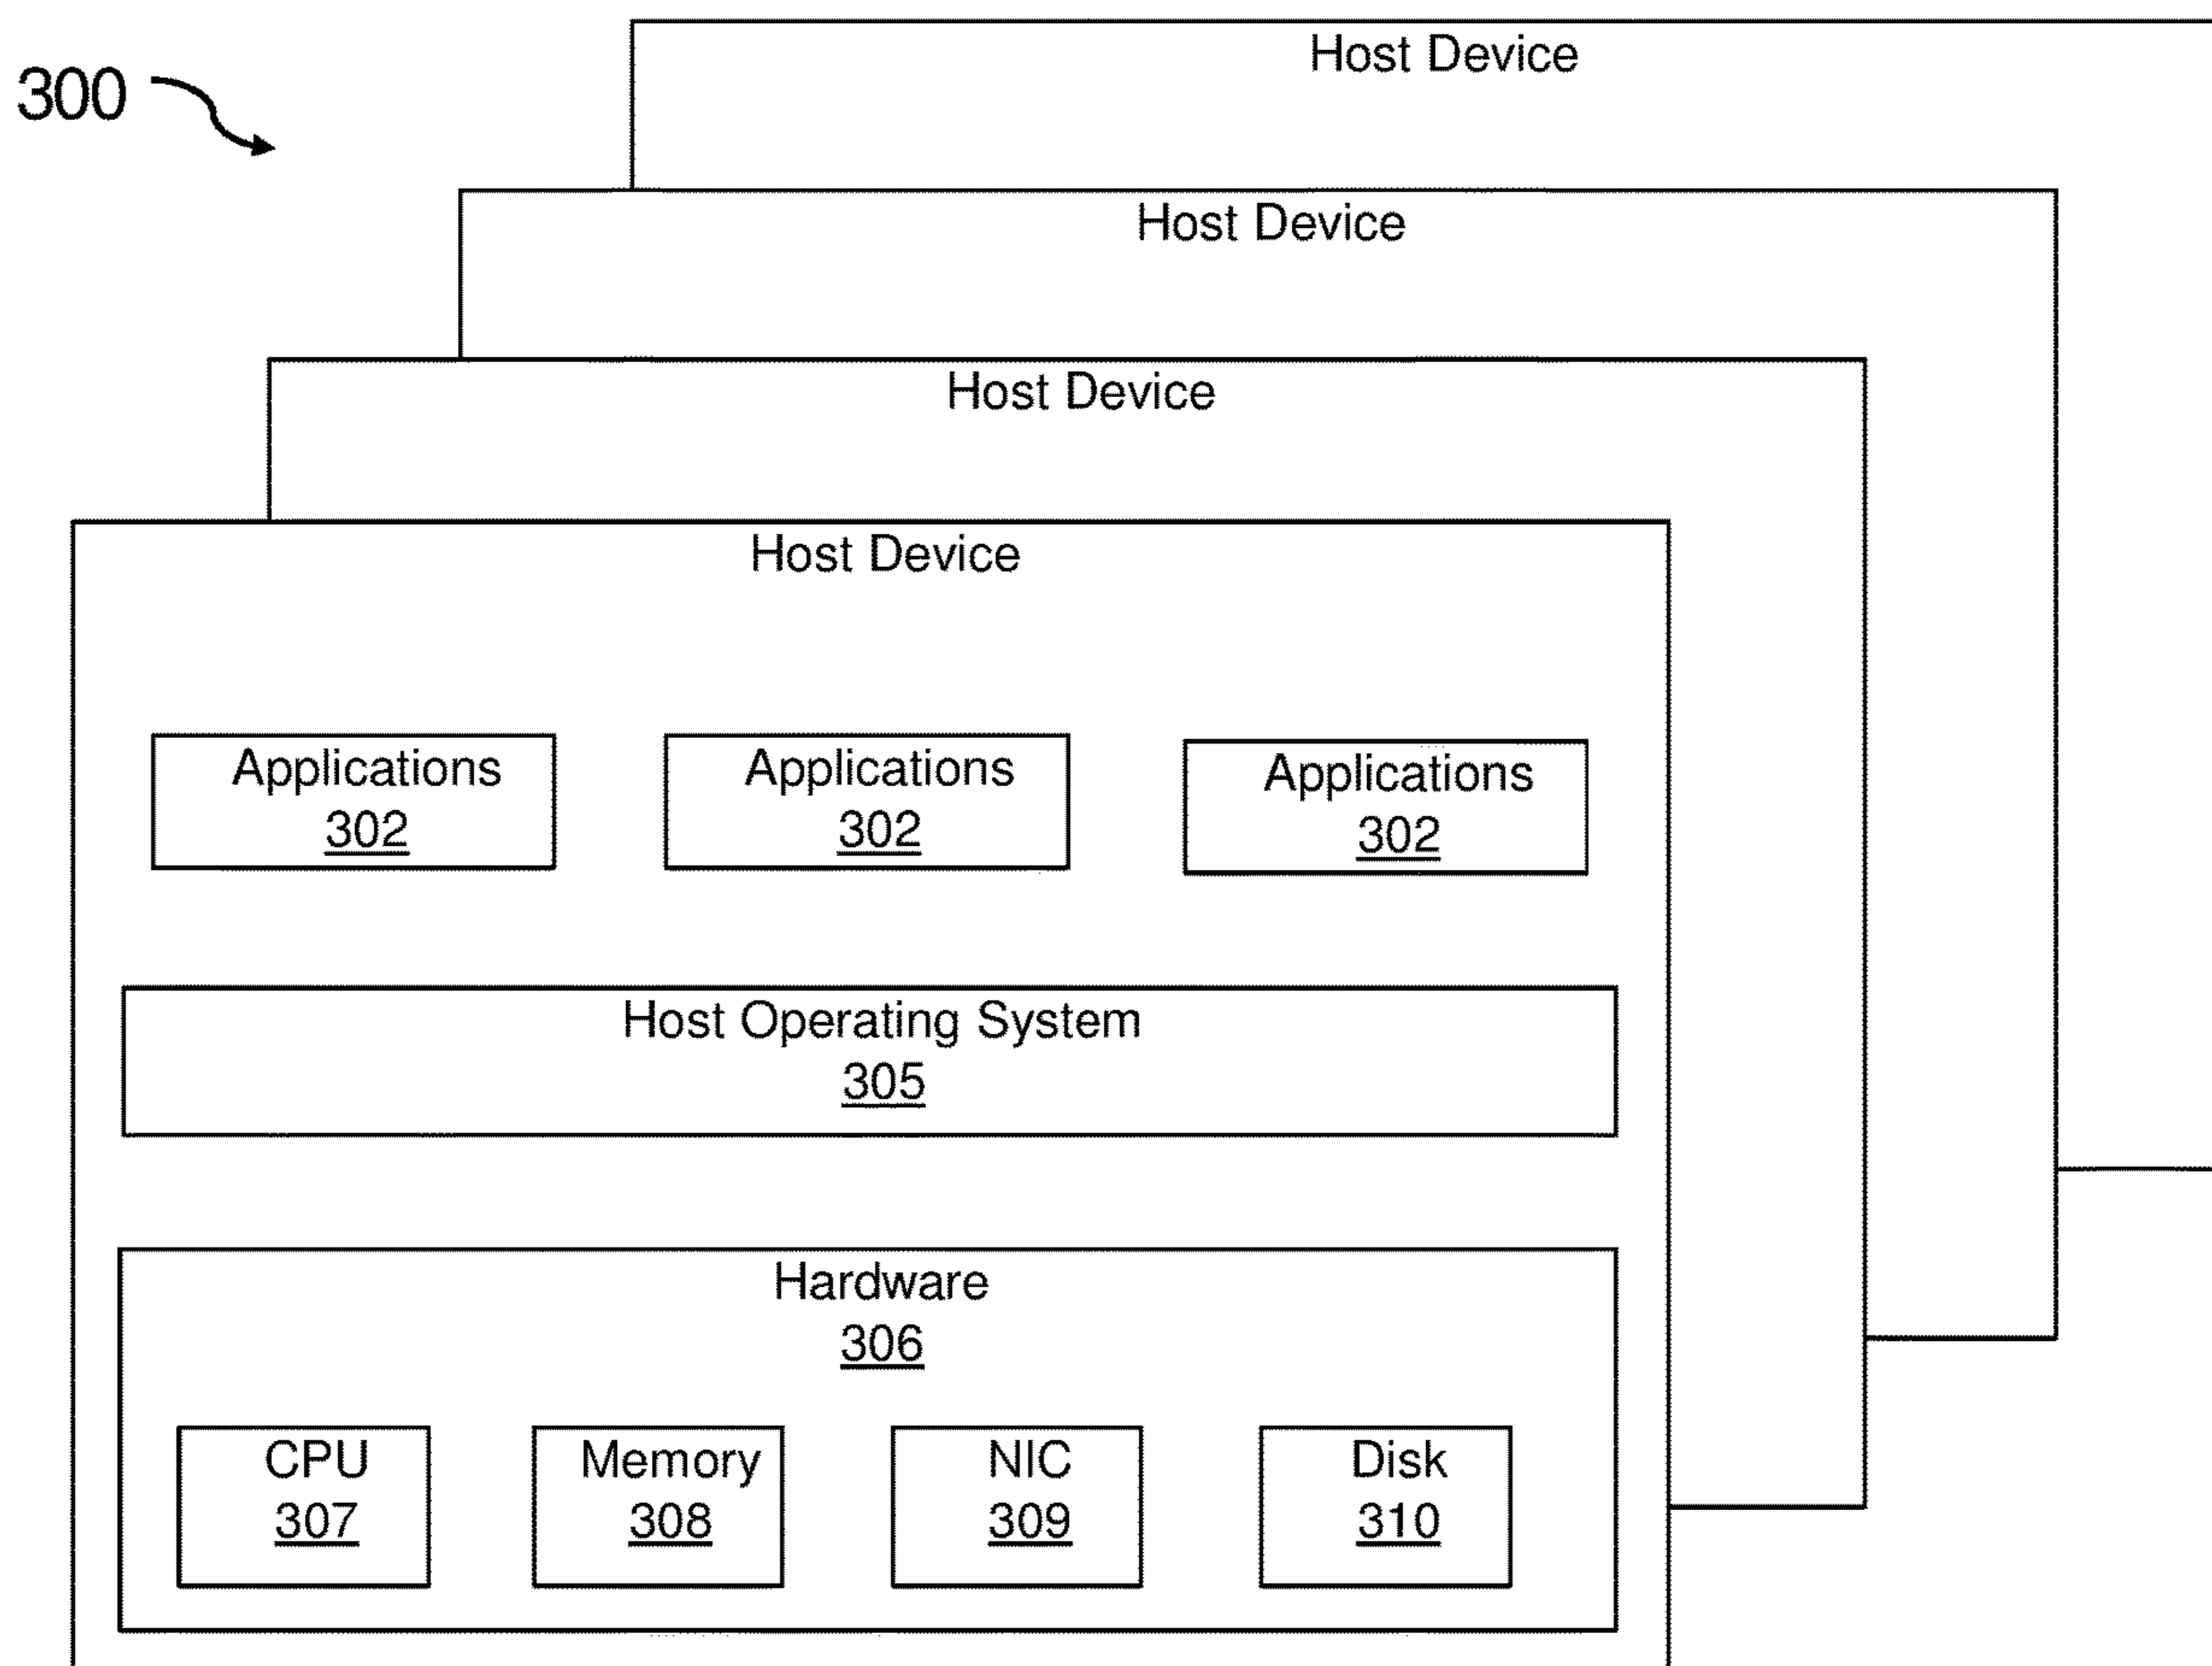 Host Device
300
Host Device
Host Device
Host Device
Applications
302
Applications
302
Applications
302
Host Operating System
305
Hardware
306
CPU
307
Memory
308
NIC
309
Disk
310